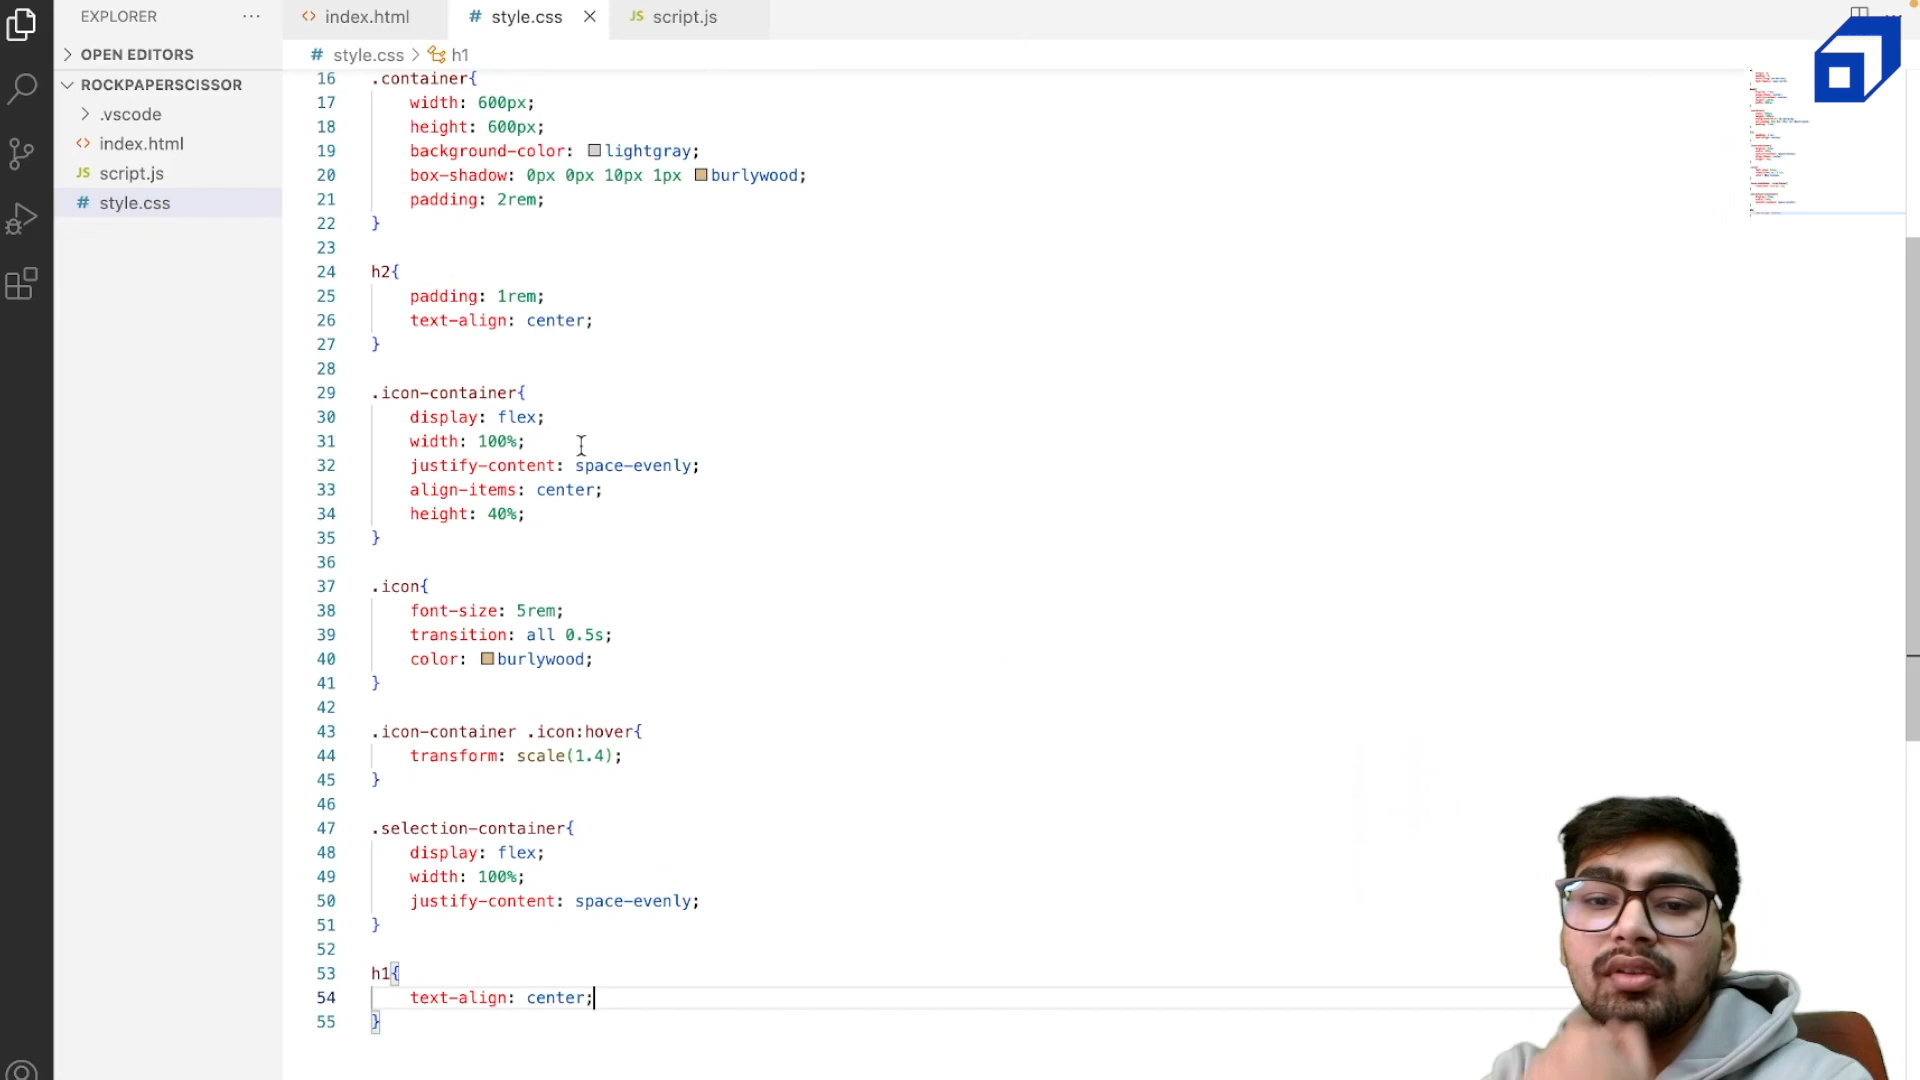 EXPLORER
OPEN EDITORS
ROCKPAPERSCISSOR
.vscode
index.html
script.js
style.css
index.html
style.css
script.js
style.css > h1
16 .container{
17 width: 600px;
18 height: 600px;
19 background-color: lightgray;
20 box-shadow: 0px 0px 10px 1px burlywood;
21 padding: 2rem;
22 }
23
24 h2{
25 padding: 1rem;
26 text-align: center;
27 }
28
29 .icon-container{
30 display: flex;
31 width: 100%;
32 justify-content: space-evenly;
33 align-items: center;
34 height: 40%;
35 }
36
37 .icon{
38 font-size: 5rem;
39 transition: all 0.5s;
40 color: burlywood;
41 }
42
43 .icon-container .icon:hover{
44 transform: scale(1.4);
45 }
46
47 .selection-container{
48 display: flex;
49 width: 100%;
50 justify-content: space-evenly;
51 }
52
53 h1{
54 text-align: center;
55 }